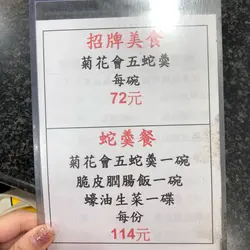 招牌美食
菊花會五蛇羹
每碗
72元
蛇羹餐
菊花會五蛇羹一碗
脆皮膶腸飯一碗
蠔油生菜一碟
每份
114元